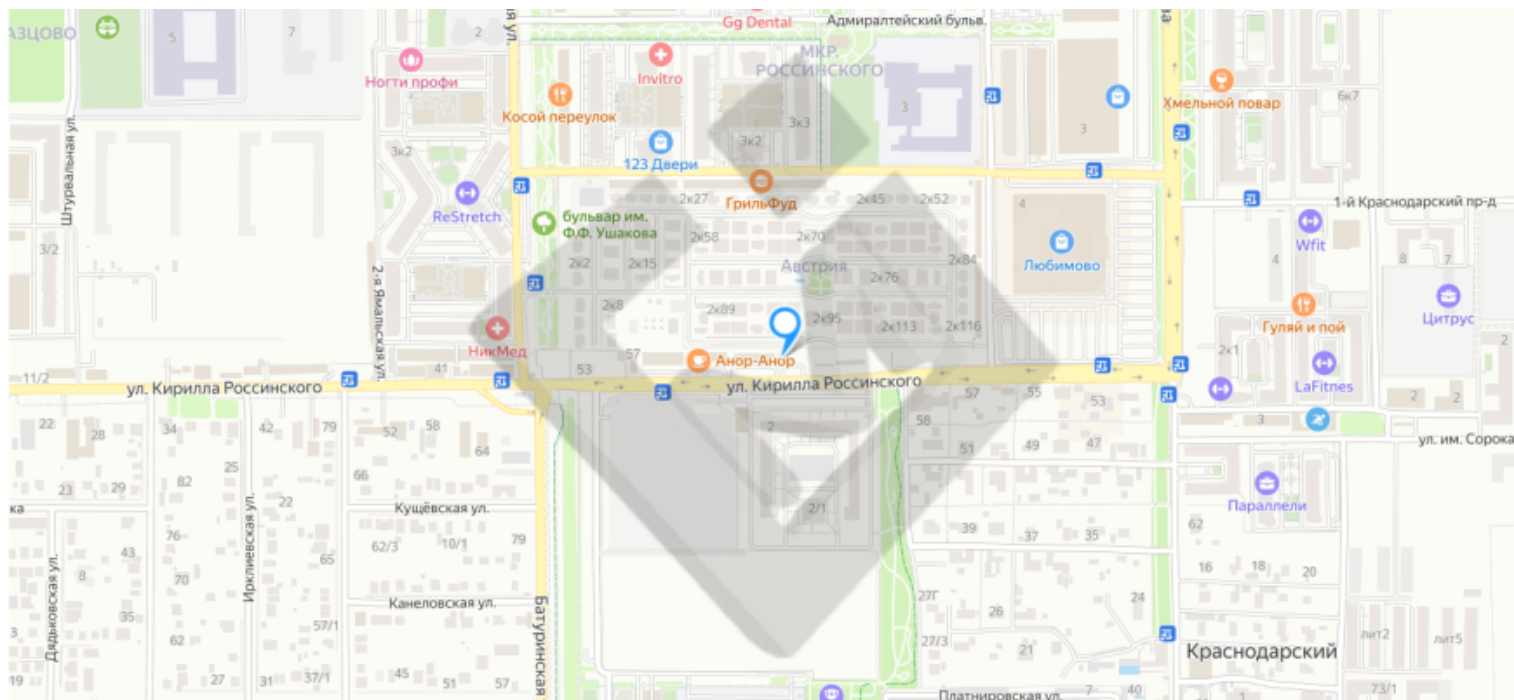 АЗЦОВО
5
7
2
ая ул.
Gg Dental
Адмиралтейский бульв.
ва
Ногти профи
Invitro
МКР.
РОССИНСКОГО
Косой переулок
3
3
Хмельной повар
6к7
Штурвальная ул.
3к2
123 Двери
3к2
3к3
ReStretch
ГрильФуд
2к27
2к45
2к52
4
1-й Краснодарский пр-д
бульвар им.
Ф.Ф. Ушакова
3/2
2к58
2к70
Wfit
2к2
2к15
Австрия
2к76
2к84
Любимово
4
8
7
2-я Ямальская ул.
2к8
2к89
2к95
2к113
2к116
Гуляй и пой
Цитрус
НикМед
57
Анор-Анор
2к1
2
11/2
41
53
LaFitnes
ул. Кирилла Россинского
ул. Кирилла Россинского
57
55
53
2
2
22
28
34
42
79
52
58
2
58
3
ул. им. Сорока
64
51
49
47
23
29
82
25
66
Параллели
ка
22
Кущёвская ул.
2/1
76
62/3
10/1
79
39
37
35
62
43
8
70
65
Ирклиевская ул.
16
18
20
Дядьковская ул.
35
Канеловская ул.
27Г
26
24
3
62
57/1
Батуринская
27/3
21
Краснодарский
лит2
лит5
19
27
31
37/1
45
51
57
Платнировская ул.
7
40
1
73/1